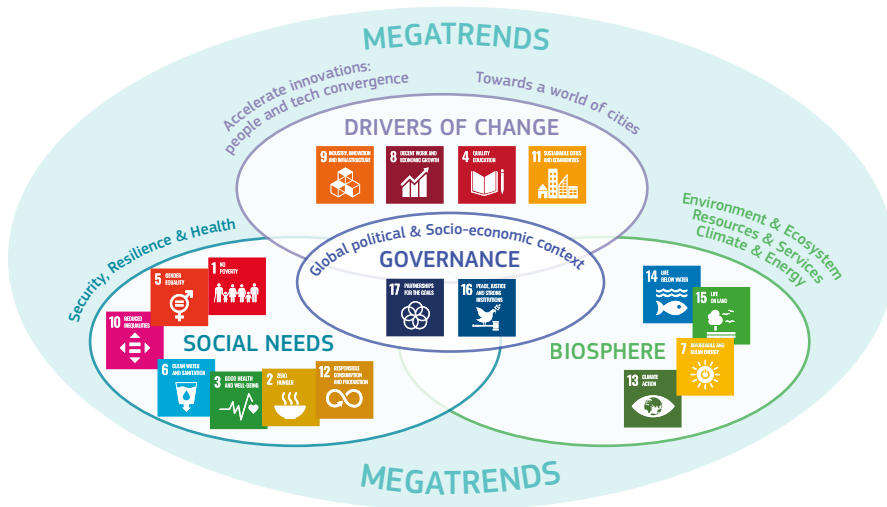 MEGATRENDS
Accelerate innovations:
people and tech convergence
Towards a world of cities
DRIVERS OF CHANGE
9 INDUSTRY, INNOVATION
AND INFRASTRUCTURE
8 DECENT WORK AND
ECONOMIC GROWTH
4 QUALITY
EDUCATION
11 SUSTAINABLE CITIES
AND COMMUNITIES
Global political & Socio-economic context
GOVERNANCE
17 PARTNERSHIPS
FOR THE GOALS
16 PEACE, JUSTICE
AND STRONG
INSTITUTIONS
Security, Resilience & Health
1 NO
POVERTY
5 GENDER
EQUALITY
10 REDUCED
INEQUALITIES
SOCIAL NEEDS
6 CLEAN WATER
AND SANITATION
3 GOOD HEALTH
AND WELL-BEING
2 ZERO
HUNGER
12 RESPONSIBLE
CONSUMPTION
AND PRODUCTION
Environment & Ecosystem
Resources & Services
Climate & Energy
14 LIFE
BELOW WATER
15 LIFE
ON LAND
BIOSPHERE
7 AFFORDABLE AND
CLEAN ENERGY
13 CLIMATE
ACTION
MEGATRENDS